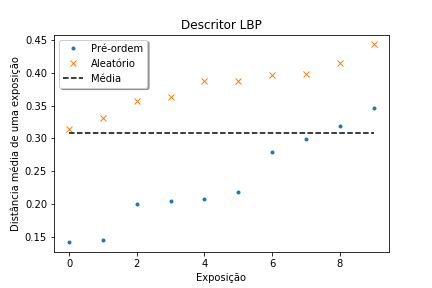 Descritor LBP
Pré-ordem
Aleatório
Média
Distância média de uma exposição
0.45
0.40
0.35
0.30
0.25
0.20
0.15
0 2 4 6 8
Exposição